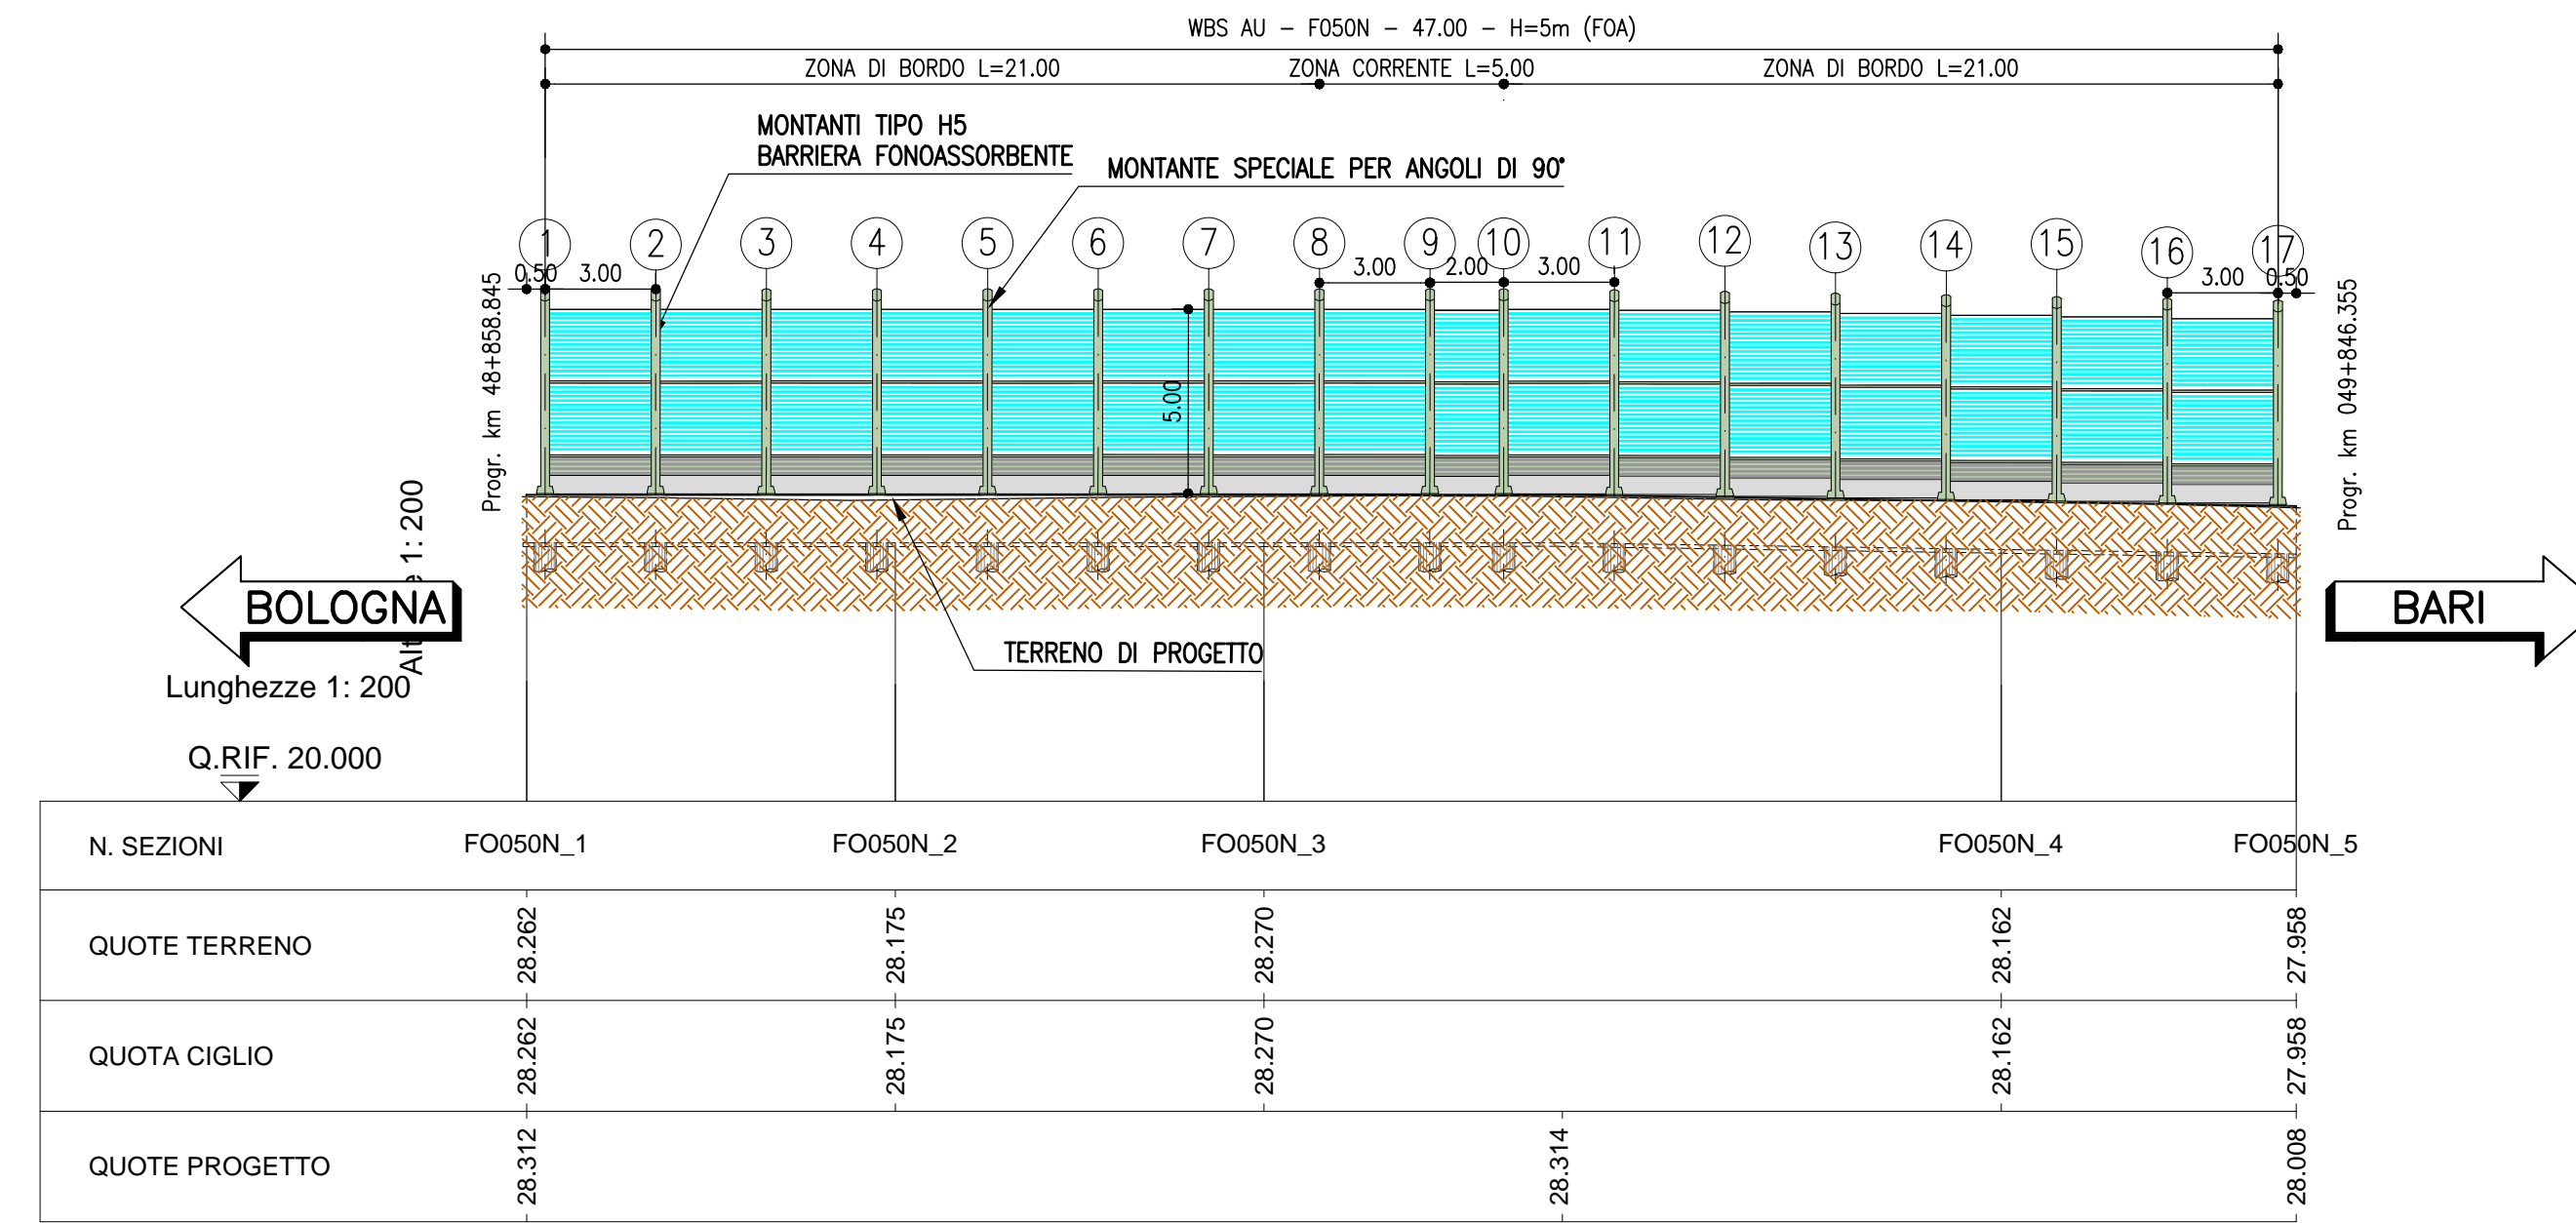 WBS AU - F050N - 47.00 - H=5m (FOA)
ZONA DI BORDO L=21.00
ZONA CORRENTE L=5.00
ZONA DI BORDO L=21.00
MONTANTI TIPO H5
BARRIERA FONOASSORBENTE
MONTANTE SPECIALE PER ANGOLI DI 90°
1 2 3 4 5 6 7 8 9 10 11 12 13 14 15 16 17
0.50 3.00 3.00 2.00 3.00 3.00 0.50
Progr. km 48+858.845
5.00
Progr. km 049+846.355
BOLOGNA
BARI
TERRENO DI PROGETTO
Lunghezze 1: 200
1: 200
Q.RIF. 20.000
N. SEZIONI FO050N_1 FO050N_2 FO050N_3 FO050N_4 FO050N_5
QUOTE TERRENO 28.262 28.175 28.270 28.162 27.958
QUOTA CIGLIO 28.262 28.175 28.270 28.162 27.958
QUOTE PROGETTO 28.312 28.314 28.008